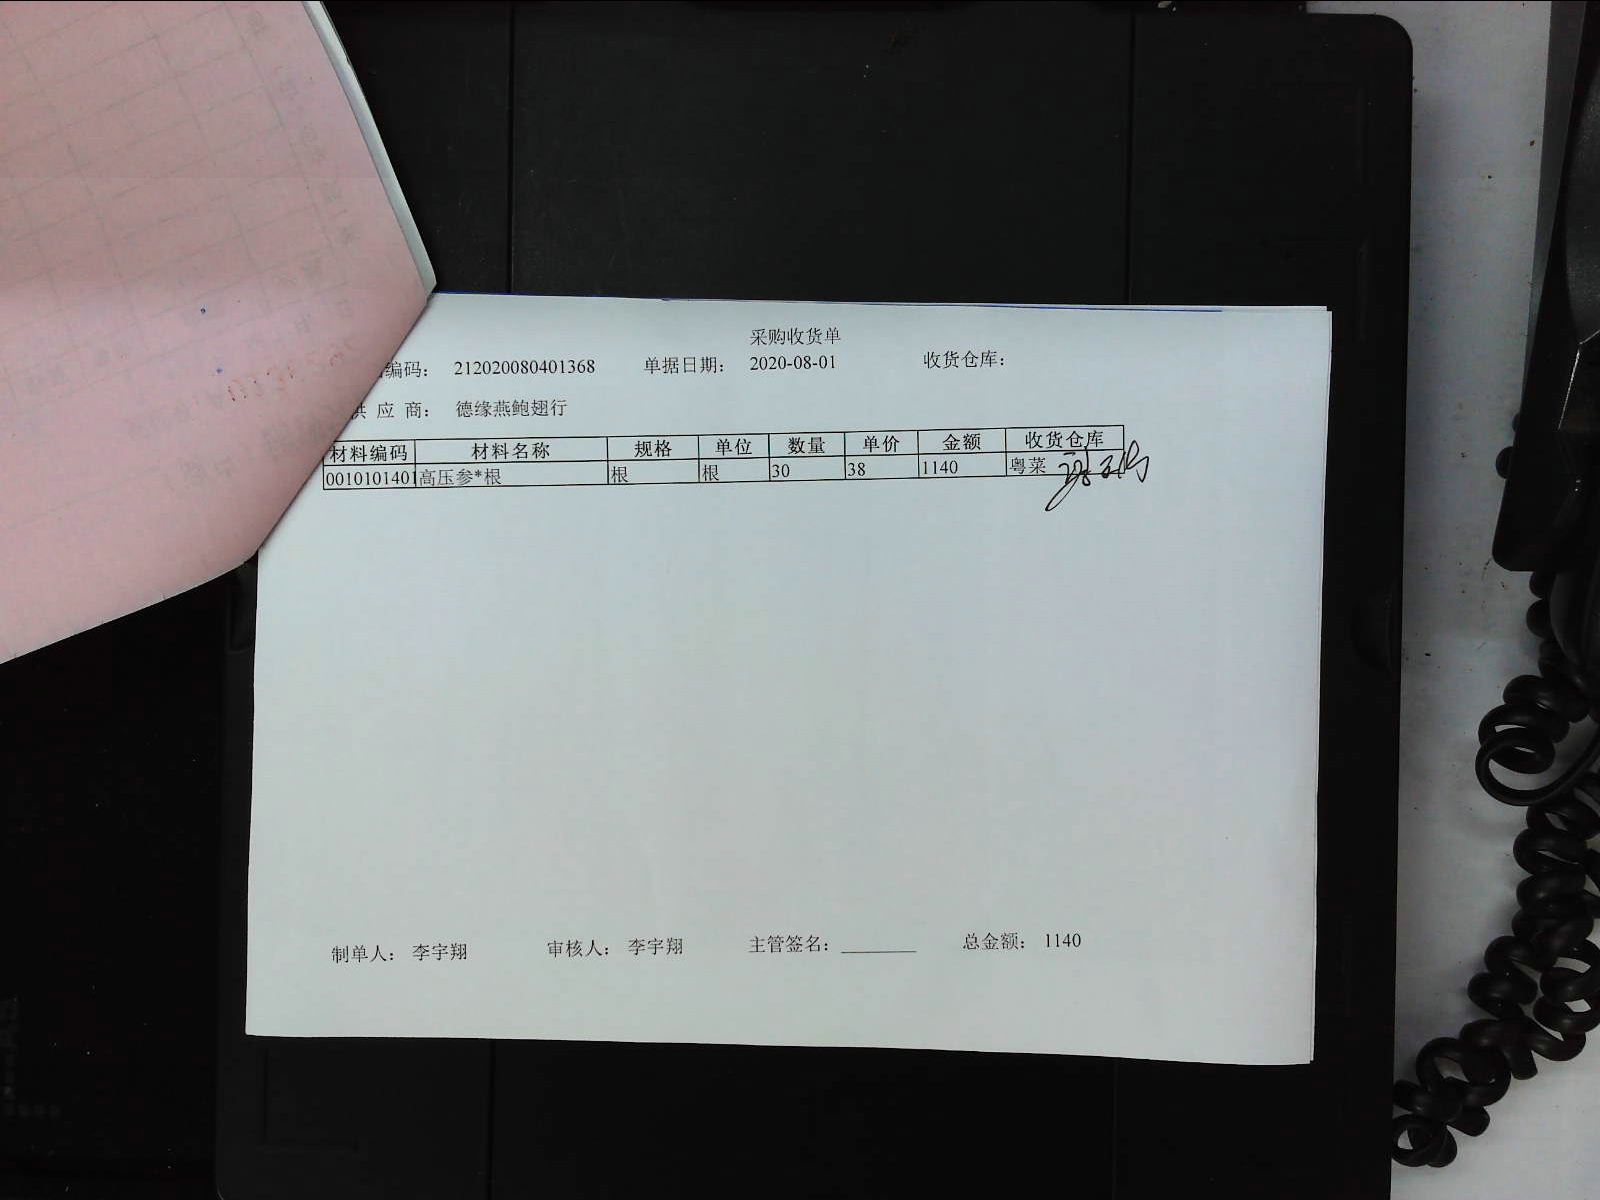 采购收货单
编码： 212020080401368 单据日期： 2020-08-01 收货仓库：
供 应 商： 德缘燕鲍翅行
材料编码 材料名称 规格 单位 数量 单价 金额 收货仓库
001010140 高压参*根 根 根 30 38 1140 粤菜
制单人： 李宇翔 审核人： 李宇翔 主管签名： 总金额： 1140